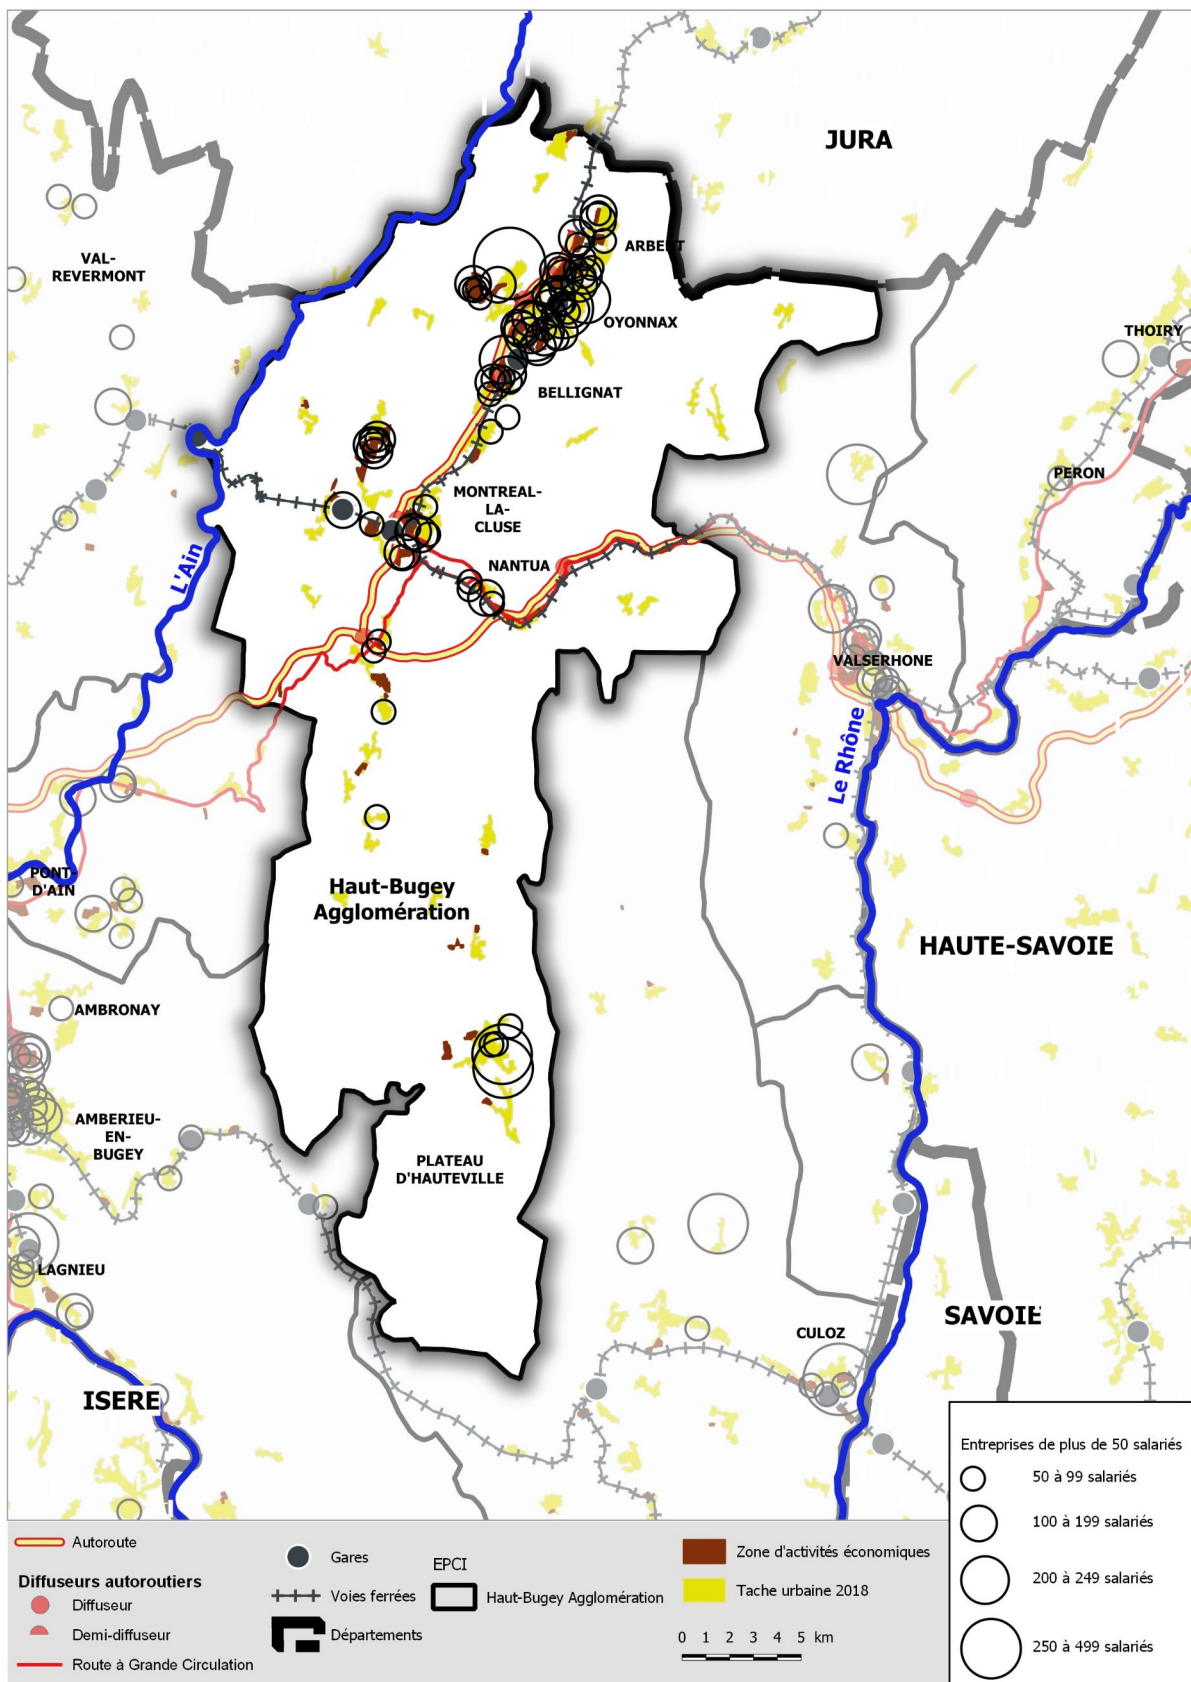 JURA
VAL-
REVERMONT
ARBENT
OYONNAX
THOIRY
BELLIGNAT
PERON
MONTREAL-
LA-
CLUSE
L'Ain
NANTUA
VALSERHONE
Le Rhône
PONT-
D'AIN
Haut-Bugey
Agglomération
HAUTE-SAVOIE
AMBRONAY
AMBERIEU-
EN-
BUGEY
PLATEAU
D'HAUTEVILLE
LAGNIEU
SAVOIE
CULOZ
ISERE
Entreprises de plus de 50 salariés
50 à 99 salariés
100 à 199 salariés
200 à 249 salariés
250 à 499 salariés
Autoroute
Diffuseurs autoroutiers
Diffuseur
Demi-diffuseur
Route à Grande Circulation
Gares
Voies ferrées
Départements
EPCI
Haut-Bugey Agglomération
Zone d'activités économiques
Tache urbaine 2018
0 1 2 3 4 5 km